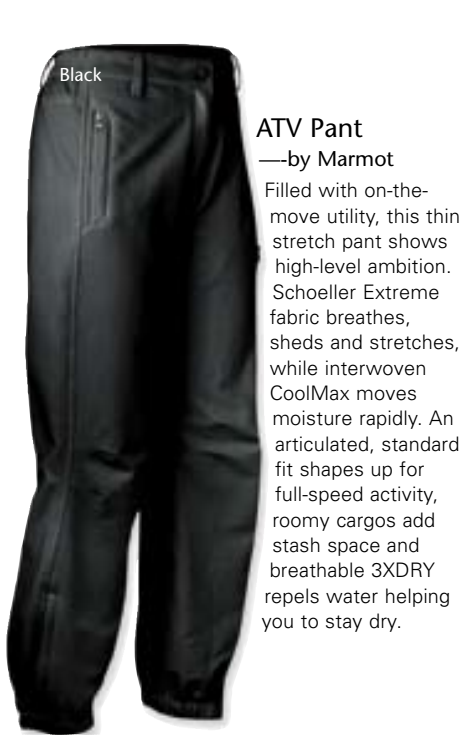 Black
ATV Pant
—-by Marmot
Filled with on-the-
move utility, this thin
stretch pant shows
high-level ambition.
Schoeller Extreme
fabric breathes,
sheds and stretches,
while interwoven
CoolMax moves
moisture rapidly. An
articulated, standard
fit shapes up for
full-speed activity,
roomy cargos add
stash space and
breathable 3XDRY
repels water helping
you to stay dry.